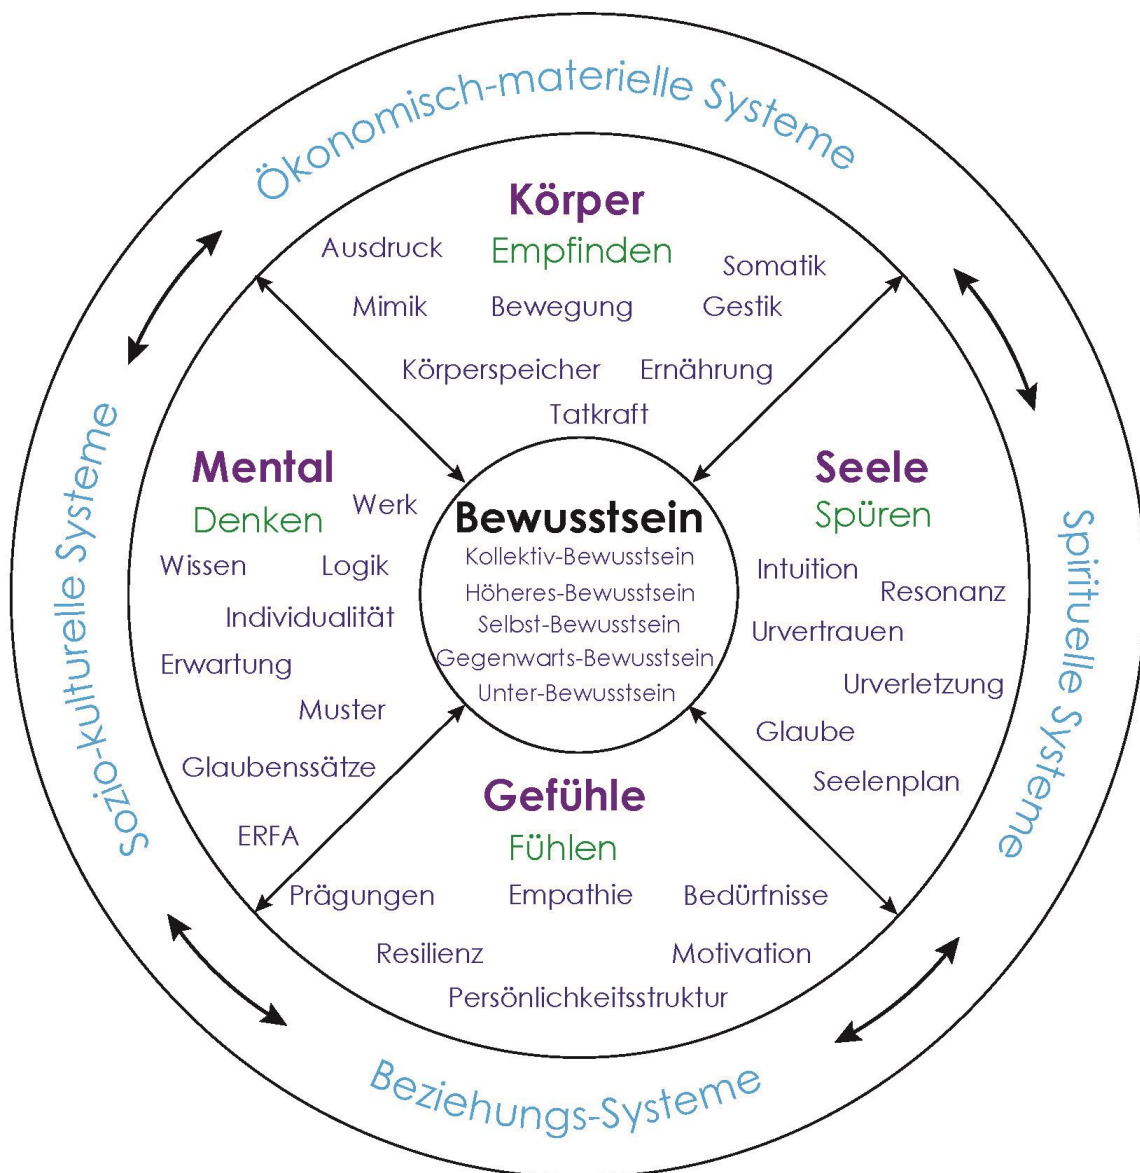 Ökonomisch-materielle Systeme
Körper
Empfinden
Ausdruck
Somatik
Mimik
Bewegung
Gestik
Körperspeicher
Ernährung
Tatkraft
Sozio-kulturelle Systeme
Mental
Denken
Werk
Wissen
Logik
Individualität
Erwartung
Muster
Glaubenssätze
ERFA
Bewusstsein
Kollektiv-Bewusstsein
Höheres-Bewusstsein
Selbst-Bewusstsein
Gegenwarts-Bewusstsein
Unter-Bewusstsein
Seele
Spüren
Intuition
Resonanz
Urvertrauen
Urverletzung
Glaube
Seelenplan
Spirituelle Systeme
Gefühle
Fühlen
Prägungen
Empathie
Bedürfnisse
Resilienz
Motivation
Persönlichkeitsstruktur
Beziehungs-Systeme